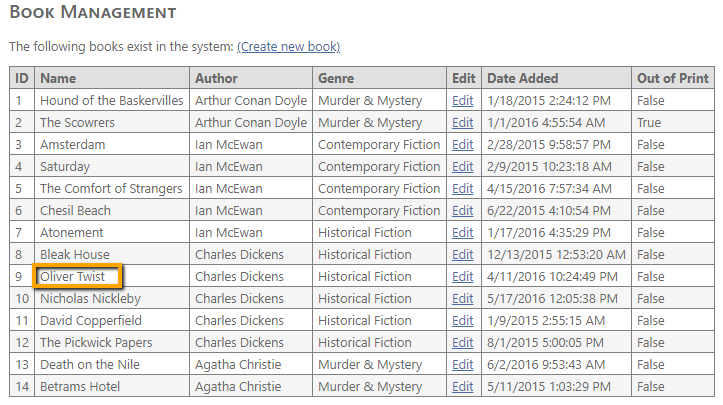 BOOK MANAGEMENT
The following books exist in the system: (Create new book)
ID Name Author Genre Edit Date Added Out of Print
1 Hound of the Baskervilles Arthur Conan Doyle Murder & Mystery Edit 1/18/2015 2:24:12 PM False
2 The Scowrers Arthur Conan Doyle Murder & Mystery Edit 1/1/2016 4:55:54 AM True
3 Amsterdam Ian McEwan Contemporary Fiction Edit 2/28/2015 9:58:57 PM False
4 Saturday Ian McEwan Contemporary Fiction Edit 2/9/2015 10:23:18 AM False
5 The Comfort of Strangers Ian McEwan Contemporary Fiction Edit 4/15/2016 7:57:34 AM False
6 Chesil Beach Ian McEwan Contemporary Fiction Edit 6/22/2015 4:10:54 PM False
7 Atonement Ian McEwan Historical Fiction Edit 1/17/2016 4:35:29 PM False
8 Bleak House Charles Dickens Historical Fiction Edit 12/13/2015 12:53:20 AM False
9 Oliver Twist Charles Dickens Historical Fiction Edit 4/11/2016 10:24:49 PM False
10 Nicholas Nickleby Charles Dickens Historical Fiction Edit 5/17/2016 12:05:38 PM False
11 David Copperfield Charles Dickens Historical Fiction Edit 1/9/2015 2:55:15 AM False
12 The Pickwick Papers Charles Dickens Historical Fiction Edit 8/1/2015 5:00:05 PM False
13 Death on the Nile Agatha Christie Murder & Mystery Edit 6/2/2016 9:53:43 AM False
14 Betrams Hotel Agatha Christie Murder & Mystery Edit 5/11/2015 1:03:29 PM False